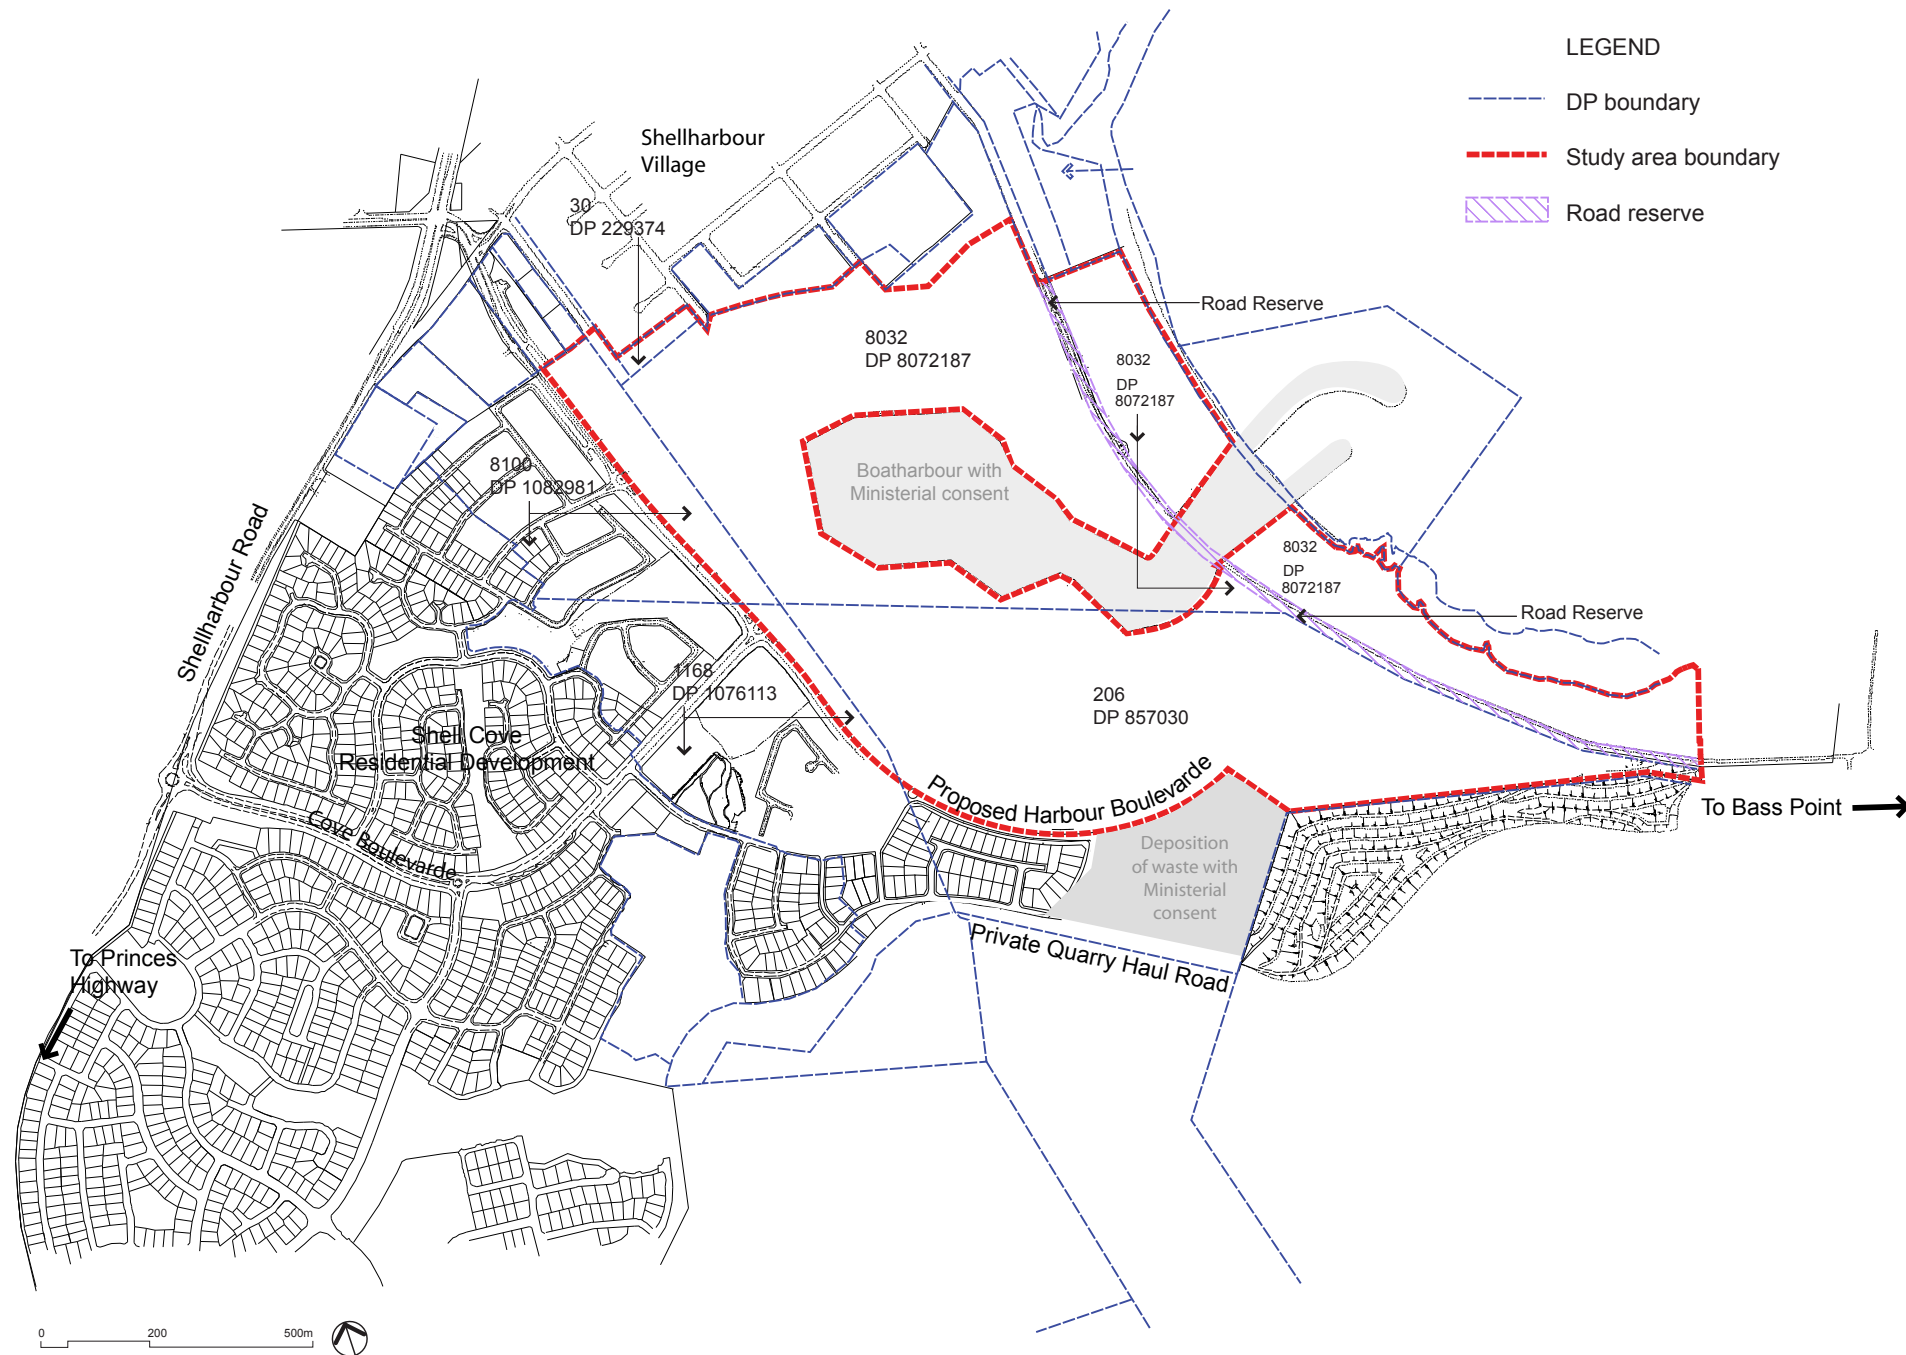 LEGEND
DP boundary
Study area boundary
Road reserve
Shellharbour
Village
30
DP 229374
Road Reserve
8032
DP 8072187
8032
DP
8072187
Boatharbour with
Ministerial consent
8100
DP 1082981
Shellharbour Road
8032
DP
8072187
Road Reserve
1168
DP 1076113
206
DP 857030
Shell Cove
Residential Development
Proposed Harbour Boulevarde
To Bass Point
Cove Boulevarde
Deposition
of waste with
Ministerial
consent
Private Quarry Haul Road
To Princes
Highway
0 200 500m